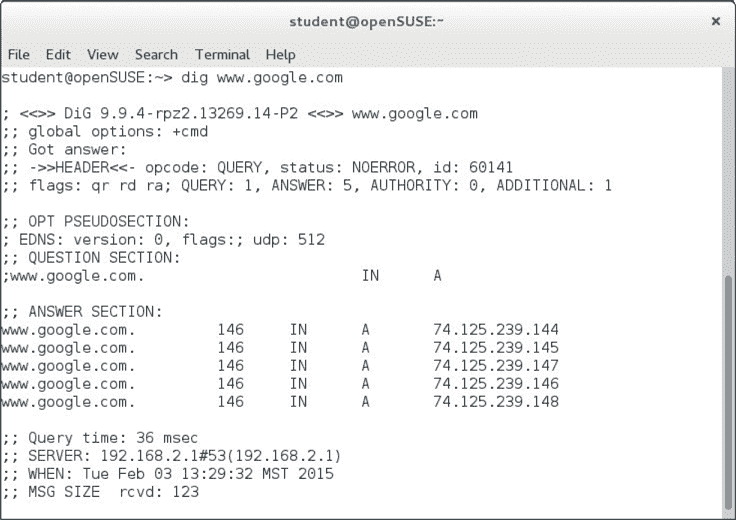 student@openSUSE:~
File Edit View Search Terminal Help
student@openSUSE:~> dig www.google.com
; <<>> DiG 9.9.4-rpz2.13269.14-P2 <<>> www.google.com
;; global options: +cmd
;; Got answer:
;; ->>HEADER<<- opcode: QUERY, status: NOERROR, id: 60141
;; flags: qr rd ra; QUERY: 1, ANSWER: 5, AUTHORITY: 0, ADDITIONAL: 1
;; OPT PSEUDOSECTION:
; EDNS: version: 0, flags:; udp: 512
;; QUESTION SECTION:
;www.google.com. IN A
;; ANSWER SECTION:
www.google.com. 146 IN A 74.125.239.144
www.google.com. 146 IN A 74.125.239.145
www.google.com. 146 IN A 74.125.239.147
www.google.com. 146 IN A 74.125.239.146
www.google.com. 146 IN A 74.125.239.148
;; Query time: 36 msec
;; SERVER: 192.168.2.1#53(192.168.2.1)
;; WHEN: Tue Feb 03 13:29:32 MST 2015
;; MSG SIZE rcvd: 123